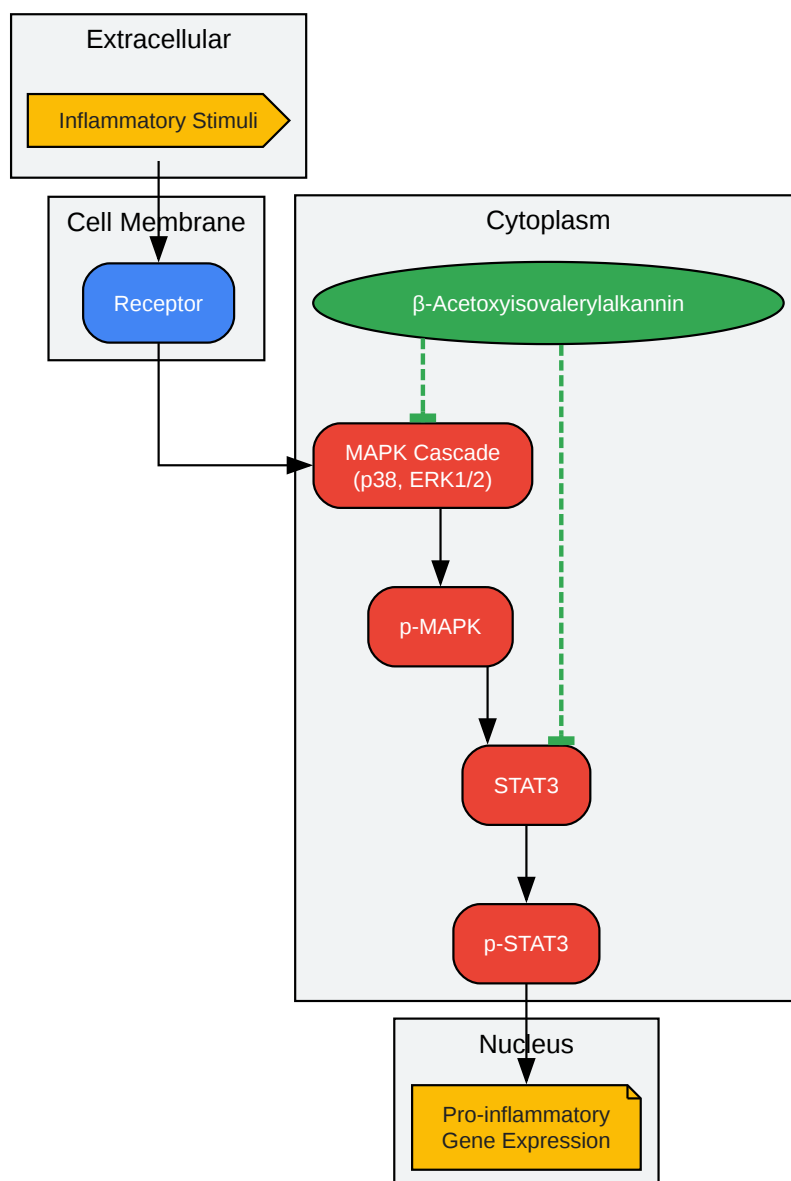 Extracellular
Inflammatory Stimuli
Cell Membrane
Receptor
Cytoplasm
β-Acetoxyisovalerylalkannin
MAPK Cascade
(p38, ERK1/2)
p-MAPK
STAT3
p-STAT3
Nucleus
Pro-inflammatory
Gene Expression